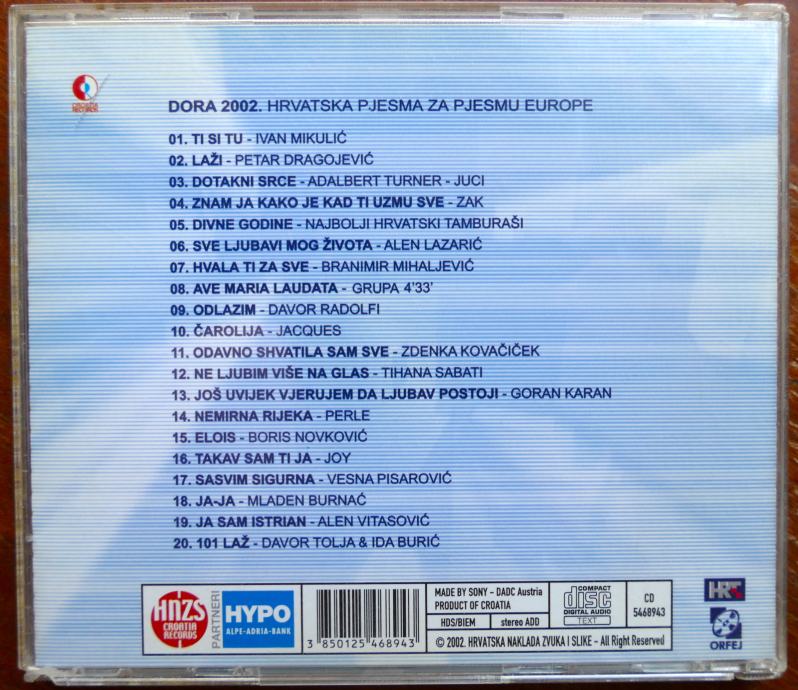 CROATIA
RECORDS
DORA 2002. HRVATSKA PJESMA ZA PJESMU EUROPE
01. TI SI TU - IVAN MIKULIĆ
02. LAŽI - PETAR DRAGOJEVIĆ
03. DOTAKNI SRCE - ADALBERT TURNER - JUCI
04. ZNAM JA KAKO JE KAD TI UZMU SVE - ZAK
05. DIVNE GODINE - NAJBOLJI HRVATSKI TAMBURAŠI
06. SVE LJUBAVI MOG ŽIVOTA - ALEN LAZARIĆ
07. HVALA TI ZA SVE - BRANIMIR MIHALJEVIĆ
08. AVE MARIA LAUDATA - GRUPA 4'33'
09. ODLAZIM - DAVOR RADOLFI
10. ČAROLIJA - JACQUES
11. ODAVNO SHVATILA SAM SVE - ZDENKA KOVAČIČEK
12. NE LJUBIM VIŠE NA GLAS - TIHANA SABATI
13. JOŠ UVIJEK VJERUJEM DA LJUBAV POSTOJI - GORAN KARAN
14. NEMIRNA RIJEKA - PERLE
15. ELOIS - BORIS NOVKOVIĆ
16. TAKAV SAM TI JA - JOY
17. SASVIM SIGURNA - VESNA PISAROVIĆ
18. JA-JA - MLADEN BURNAĆ
19. JA SAM ISTRIAN - ALEN VITASOVIĆ
20. 101 LAŽ - DAVOR TOLJA & IDA BURIĆ
HNZS
CROATIA
RECORDS
PARTNERI
HYPO
ALPE-ADRIA-BANK
3 850125 468943
MADE BY SONY - DADC Austria
PRODUCT OF CROATIA
HDS/BIEM
stereo ADD
COMPACT
disc
DIGITAL AUDIO
TEXT
CD
5468943
© 2002. HRVATSKA NAKLADA ZVUKA I SLIKE - All Right Reserved
HRT
ORFEJ